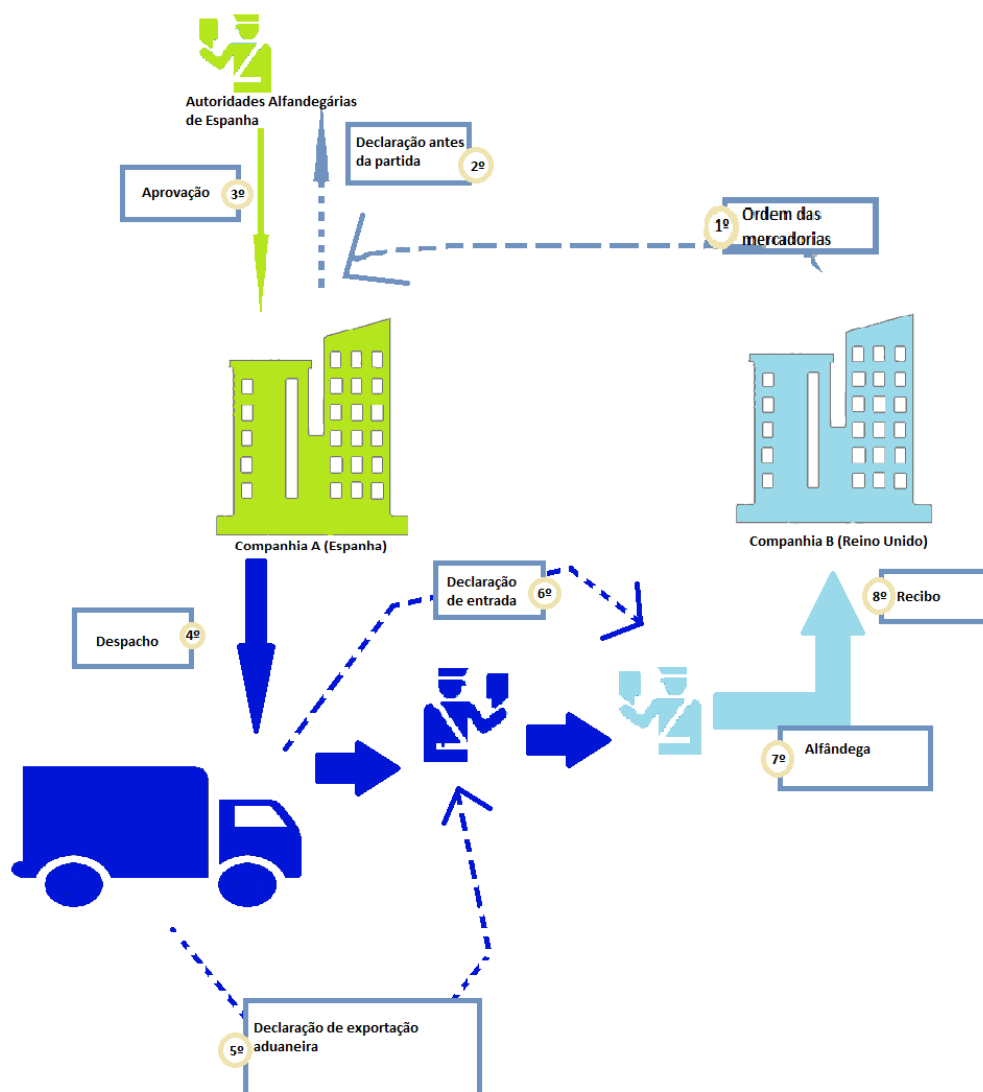 Autoridades Alfandegárias
de Espanha
Declaração antes
da partida
2º
Aprovação
3º
1º
Ordem das
mercadorias
Companhia A (Espanha)
Companhia B (Reino Unido)
Declaração
de entrada
6º
8º
Recibo
Despacho
4º
Alfândega
7º
Declaração de exportação
aduaneira
5º